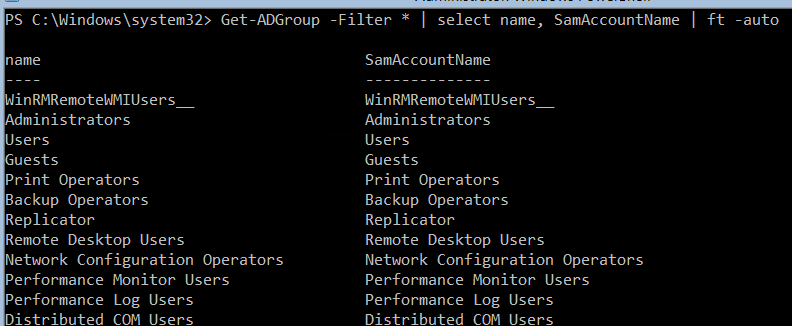 PS C:\Windows\system32> Get-ADGroup -Filter * | select name, SamAccountName | ft -auto
name SamAccountName
---- --------------
WinRMRemoteWMIUsers__ WinRMRemoteWMIUsers__
Administrators Administrators
Users Users
Guests Guests
Print Operators Print Operators
Backup Operators Backup Operators
Replicator Replicator
Remote Desktop Users Remote Desktop Users
Network Configuration Operators Network Configuration Operators
Performance Monitor Users Performance Monitor Users
Performance Log Users Performance Log Users
Distributed COM Users Distributed COM Users